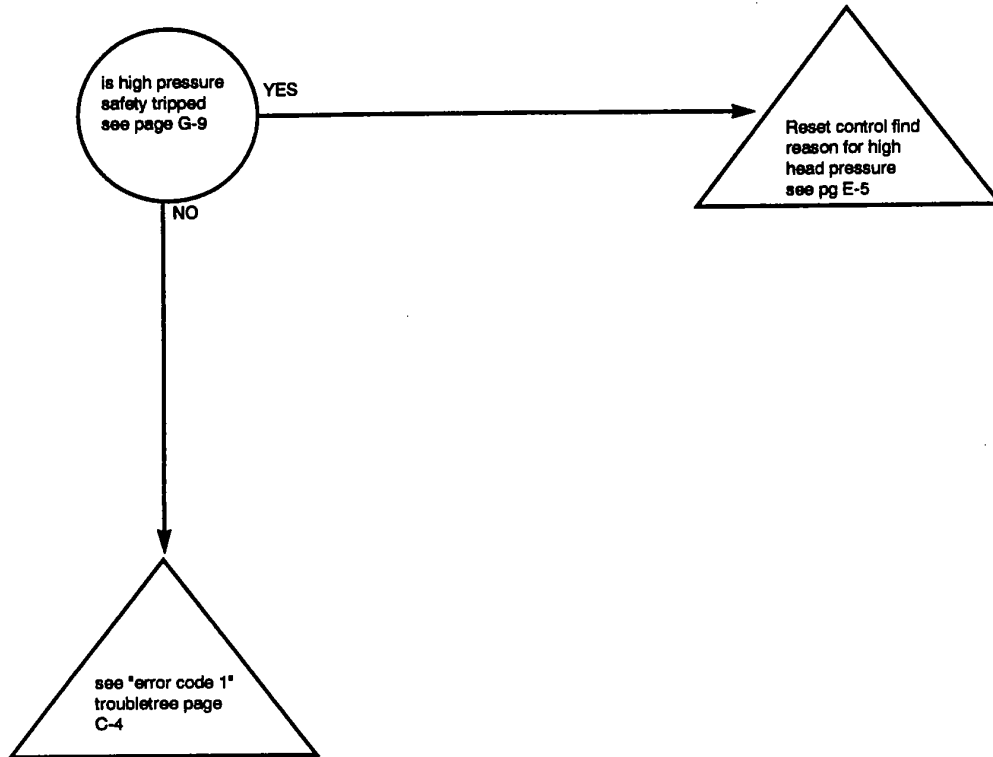 is high pressure
safety tripped
see page G-9
YES
Reset control find
reason for high
head pressure
see pg E-5
NO
see "error code 1"
troubletree page
C-4